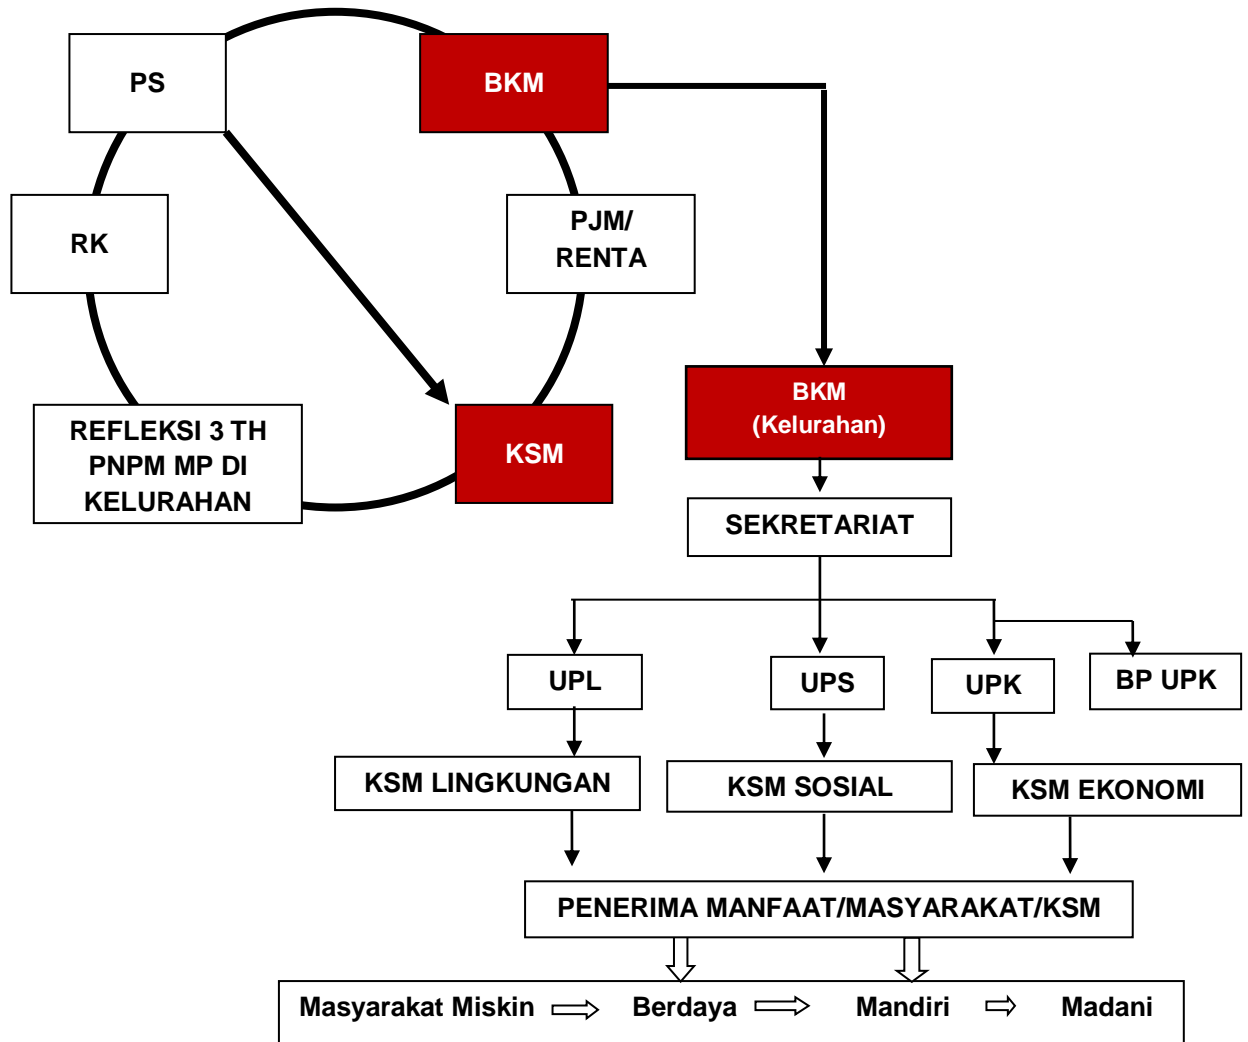 PS
BKM
RK
PJM/
RENTA
REFLEKSI 3 TH
PNPM MP DI
KELURAHAN
KSM
BKM
(Kelurahan)
SEKRETARIAT
UPL
UPS
UPK
BP UPK
KSM LINGKUNGAN
KSM SOSIAL
KSM EKONOMI
PENERIMA MANFAAT/MASYARAKAT/KSM
Masyarakat Miskin Berdaya Mandiri Madani